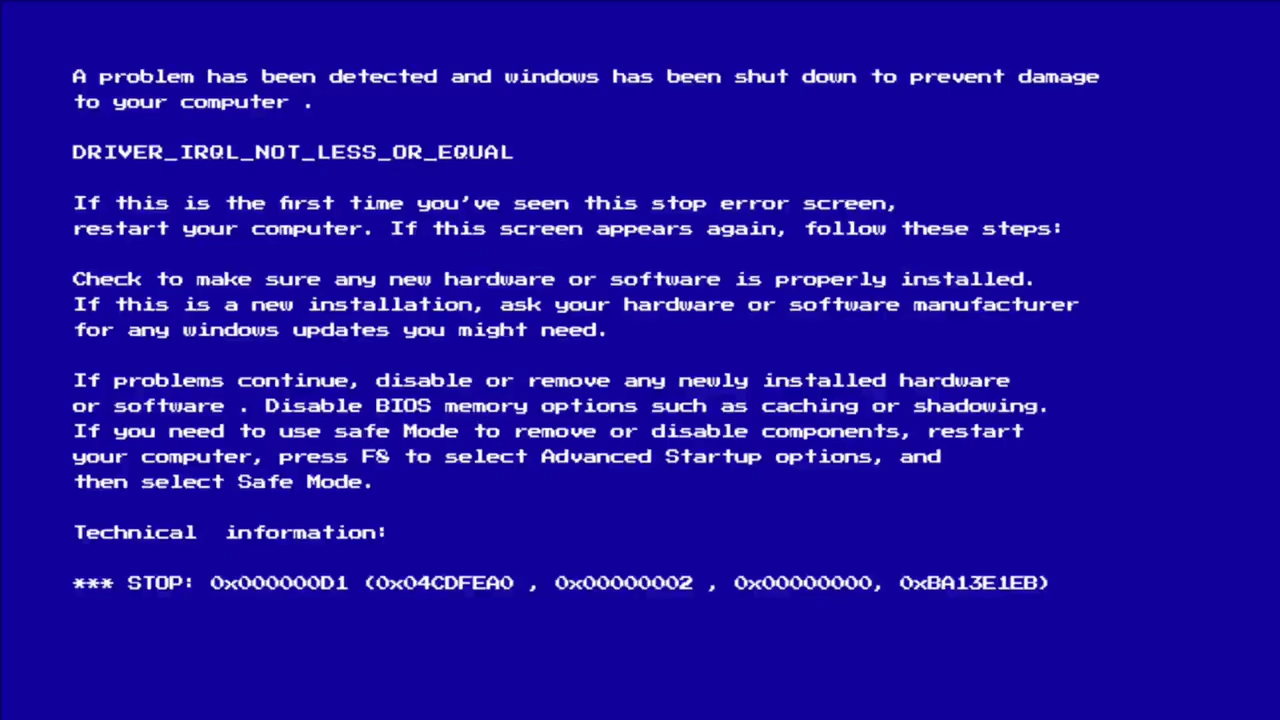 A problem has been detected and windows has been shut down to prevent damage
to your computer .
DRIVER_IRQL_NOT_LESS_OR_EQUAL
If this is the first time you've seen this stop error screen,
restart your computer. If this screen appears again, follow these steps:
Check to make sure any new hardware or software is properly installed.
If this is a new installation, ask your hardware or software manufacturer
for any windows updates you might need.
If problems continue, disable or remove any newly installed hardware
or software . Disable BIOS memory options such as caching or shadowing.
If you need to use safe Mode to remove or disable components, restart
your computer, press F& to select Advanced Startup options, and
then select Safe Mode.
Technical  information:
*** STOP: 0x000000D1 (0x04CDFEA0 , 0x00000002 , 0x00000000, 0xBA13E1EB)